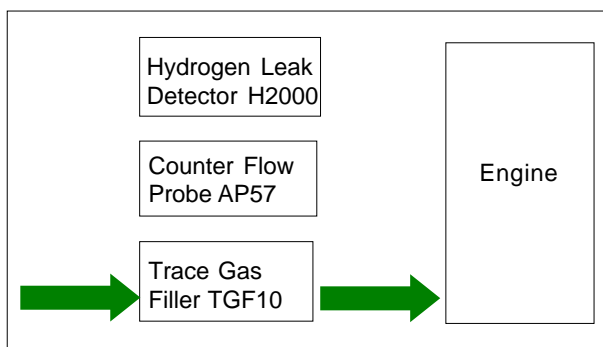 Hydrogen Leak
Detector H2000
Counter Flow
Probe AP57
Engine
Trace Gas
Filler TGF10